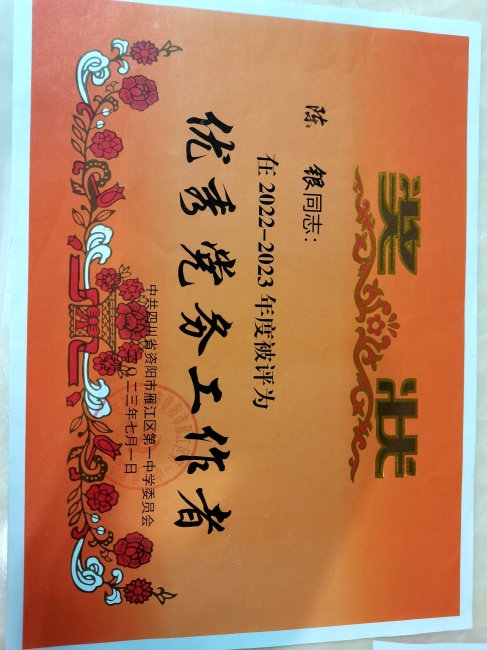 奖状
陈银同志：
在2022-2023年度被评为
优秀党务工作者
中共四川省资阳市雁江区第一中学委员会
二〇二三年七月一日